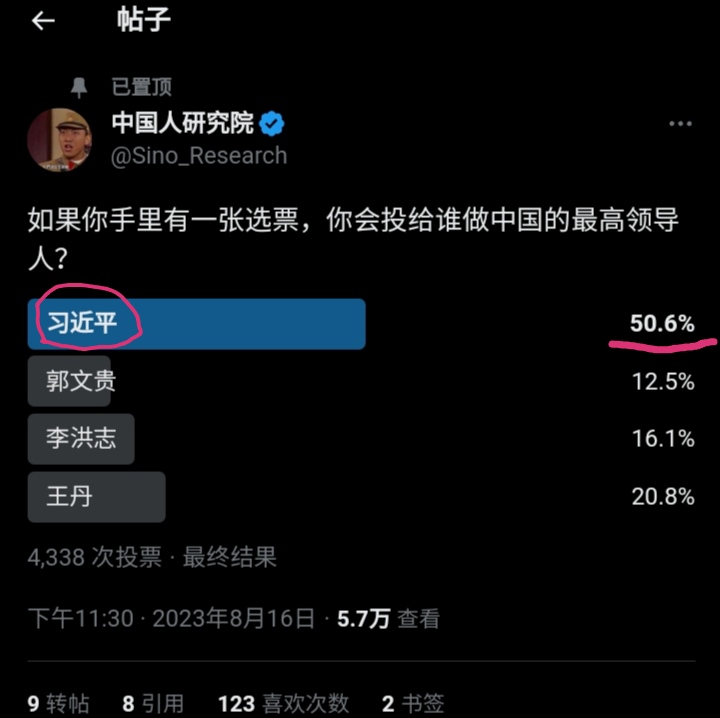 帖子
已置顶
中国人研究院
@Sino_Research
如果你手里有一张选票，你会投给谁做中国的最高领导
人？
习近平 50.6%
郭文贵 12.5%
李洪志 16.1%
王丹 20.8%
4,338 次投票 · 最终结果
下午11:30 · 2023年8月16日 · 5.7万 查看
9 转帖 8 引用 123 喜欢次数 2 书签